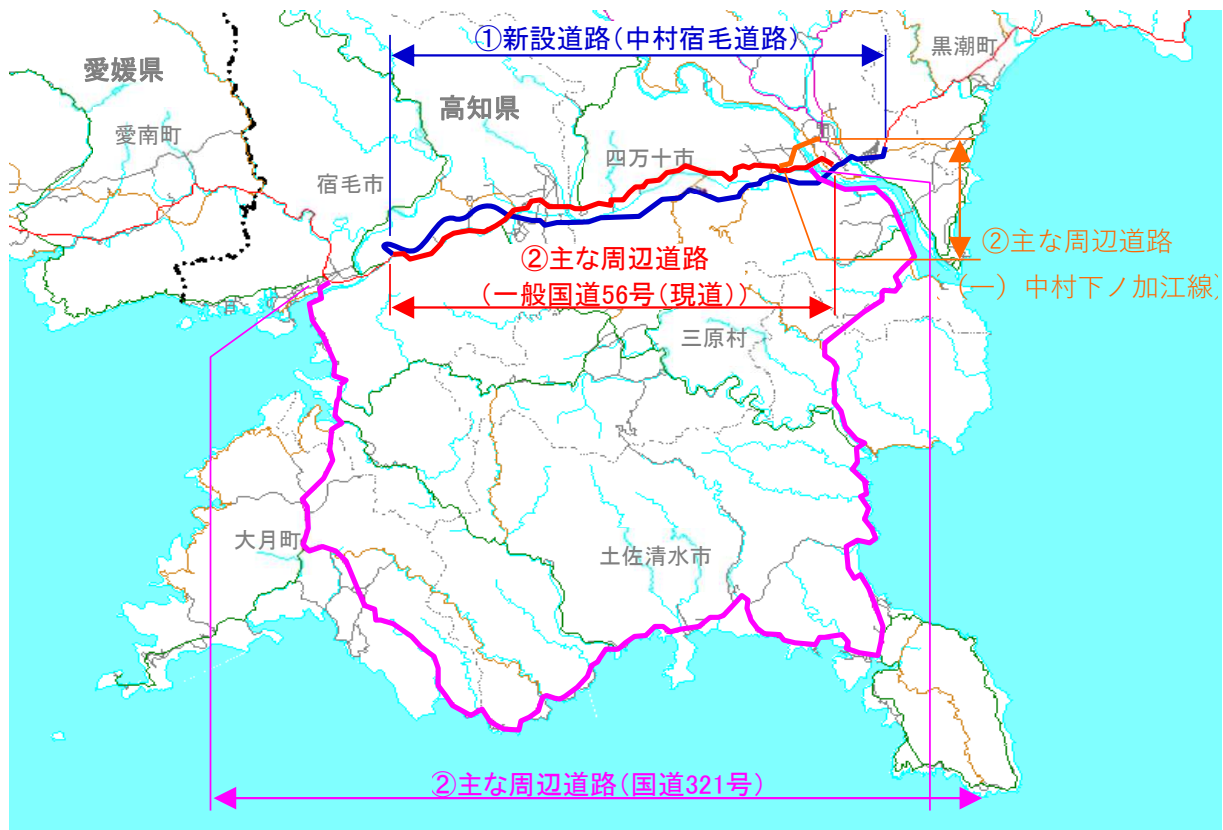 ①新設道路(中村宿毛道路)
黒潮町
愛媛県
高知県
愛南町
四万十市
宿毛市
②主な周辺道路
(一般国道56号(現道))
②主な周辺道路
(一) 中村下ノ加江線)
三原村
大月町
土佐清水市
②主な周辺道路(国道321号)